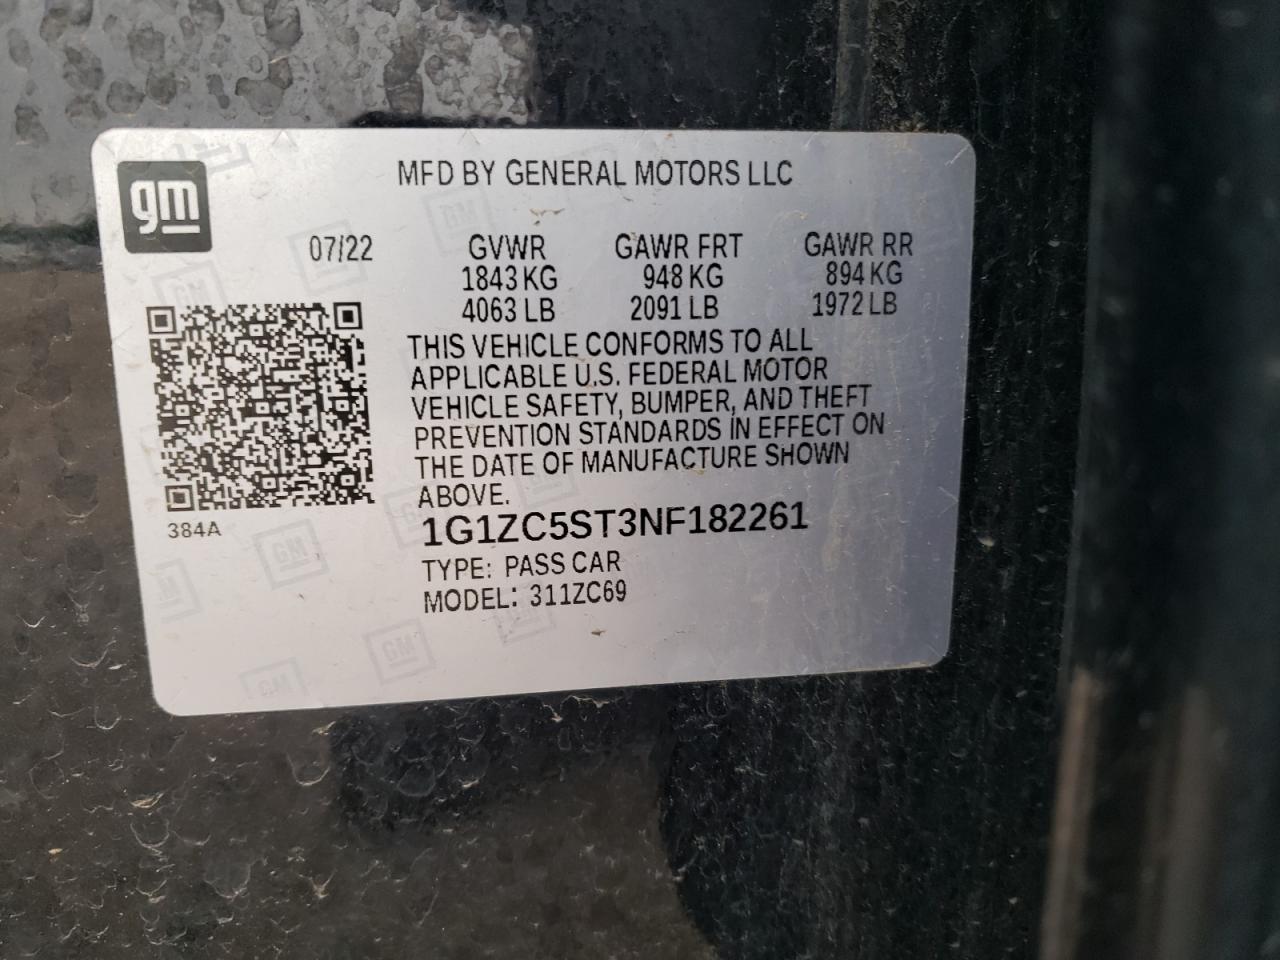 gm
MFD BY GENERAL MOTORS LLC
07/22 GVWR GAWR FRT GAWR RR
1843 KG 948 KG 894 KG
4063 LB 2091 LB 1972 LB
THIS VEHICLE CONFORMS TO ALL
APPLICABLE U.S. FEDERAL MOTOR
VEHICLE SAFETY, BUMPER, AND THEFT
PREVENTION STANDARDS IN EFFECT ON
THE DATE OF MANUFACTURE SHOWN
ABOVE.
384A
1G1ZC5ST3NF182261
TYPE: PASS CAR
MODEL: 311ZC69